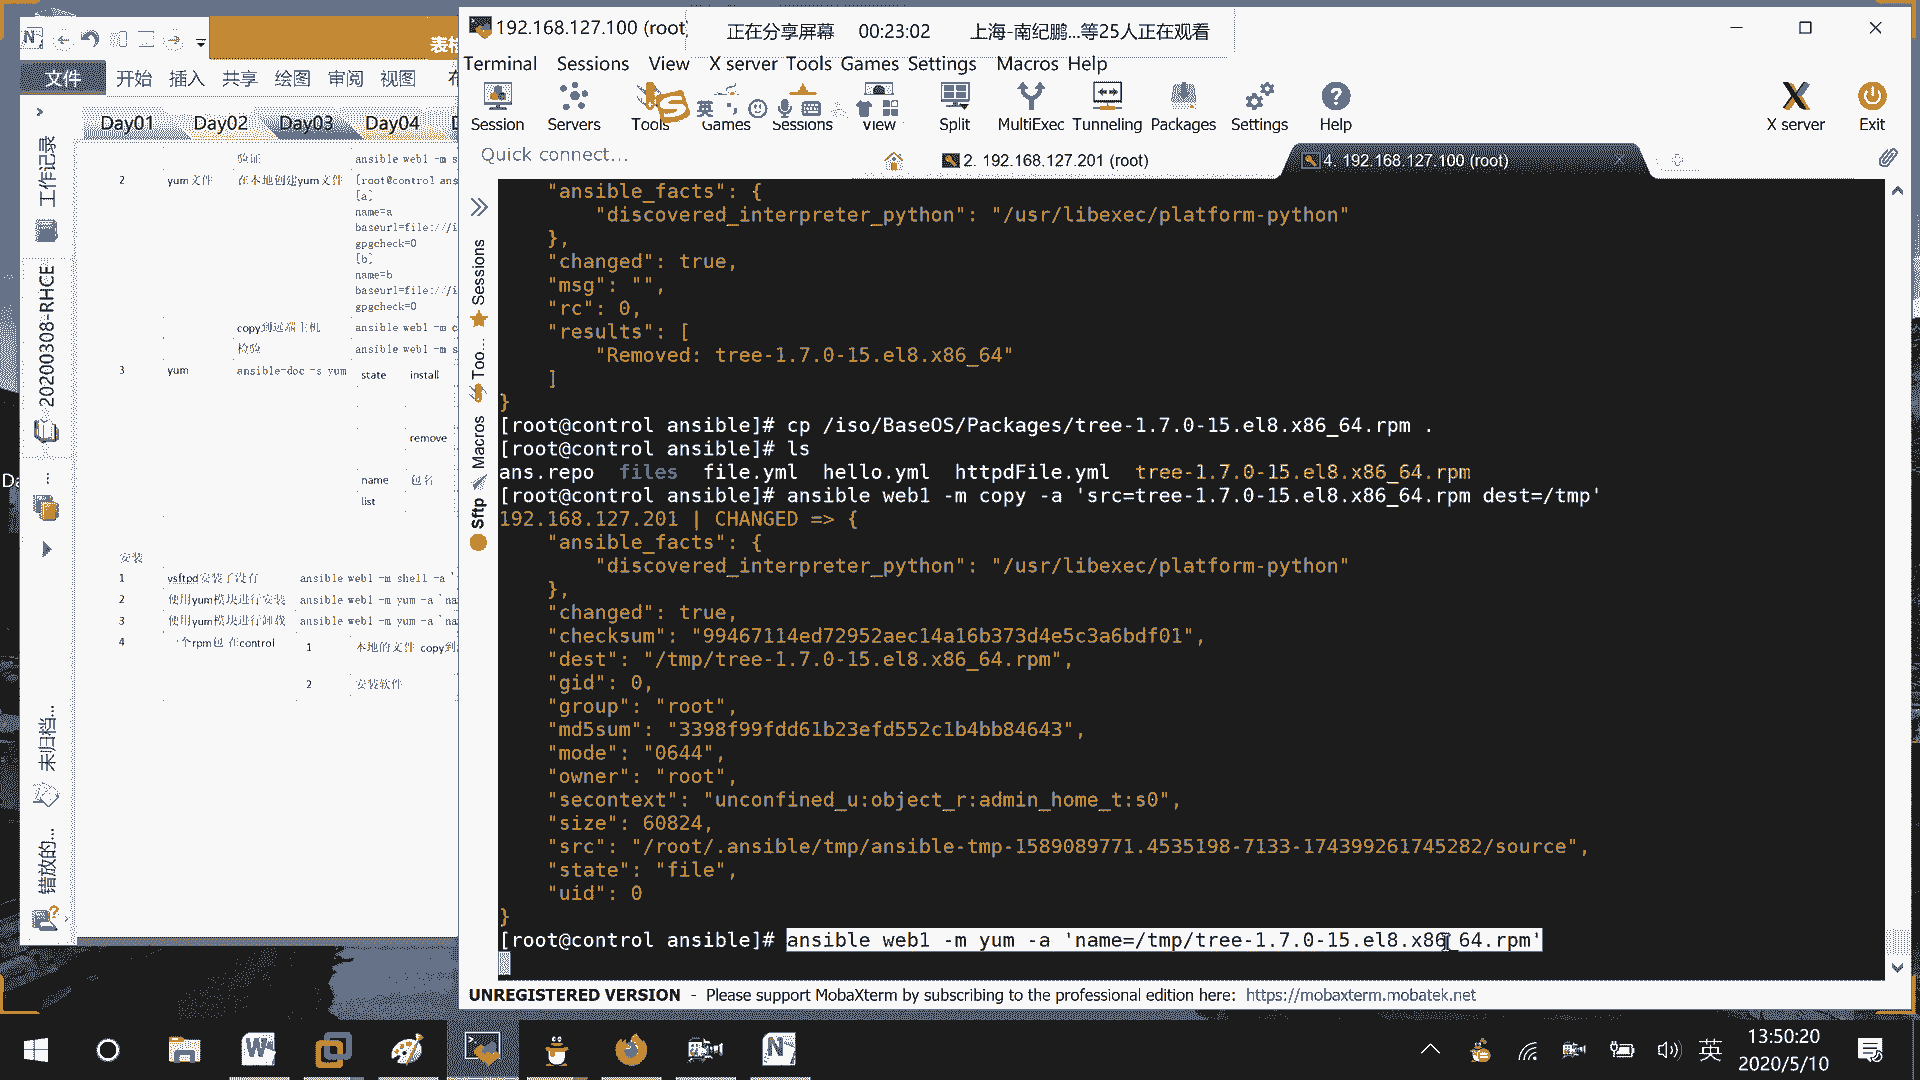 192.168.127.100 (root
正在分享屏幕 00:23:02 上海-南纪鹏...等25人正在观看
Terminal Sessions View X server Tools Games Settings Macros Help
Session Servers Tools Games Sessions View Split MultiExec Tunneling Packages Settings Help X server Exit
英
Quick connect...
2. 192.168.127.201 (root)
4. 192.168.127.100 (root)
文件 开始 插入 共享 绘图 审阅 视图
Day01 Day02 Day03 Day04
工作记录
20200308-RHCE
未归档...
错放的...
验证 ansible web1 -m s
2 yum文件 在本地创建yum文件 [root@control ans
[a]
name=a
baseurl=file:///i
gpgcheck=0
[b]
name=b
baseurl=file:///i
gpgcheck=0
copy到远端主机 ansible web1 -m c
检验 ansible web1 -m s
3 yum ansible-doc -s yum state install
remove
name 包名
list
安装
1 vsftpd安装了没有 ansible web1 -m shell -a '
2 使用yum模块进行安装 ansible web1 -m yum -a 'na
3 使用yum模块进行卸载 ansible web1 -m yum -a 'na
4 一个rpm包 在control 1 本地的文件 copy到
2 安装软件
Sessions
Too...
Macros
Sftp
"ansible_facts": {
"discovered_interpreter_python": "/usr/libexec/platform-python"
},
"changed": true,
"msg": "",
"rc": 0,
"results": [
"Removed: tree-1.7.0-15.el8.x86_64"
]
}
[root@control ansible]# cp /iso/BaseOS/Packages/tree-1.7.0-15.el8.x86_64.rpm .
[root@control ansible]# ls
ans.repo files file.yml hello.yml httpdFile.yml tree-1.7.0-15.el8.x86_64.rpm
[root@control ansible]# ansible web1 -m copy -a 'src=tree-1.7.0-15.el8.x86_64.rpm dest=/tmp'
192.168.127.201 | CHANGED => {
"ansible_facts": {
"discovered_interpreter_python": "/usr/libexec/platform-python"
},
"changed": true,
"checksum": "99467114ed72952aec14a16b373d4e5c3a6bdf01",
"dest": "/tmp/tree-1.7.0-15.el8.x86_64.rpm",
"gid": 0,
"group": "root",
"md5sum": "3398f99fdd61b23efd552c1b4bb84643",
"mode": "0644",
"owner": "root",
"secontext": "unconfined_u:object_r:admin_home_t:s0",
"size": 60824,
"src": "/root/.ansible/tmp/ansible-tmp-1589089771.4535198-7133-174399261745282/source",
"state": "file",
"uid": 0
}
[root@control ansible]# ansible web1 -m yum -a 'name=/tmp/tree-1.7.0-15.el8.x86_64.rpm'
UNREGISTERED VERSION - Please support MobaXterm by subscribing to the professional edition here: https://mobaxterm.mobatek.net
英
13:50:20
2020/5/10